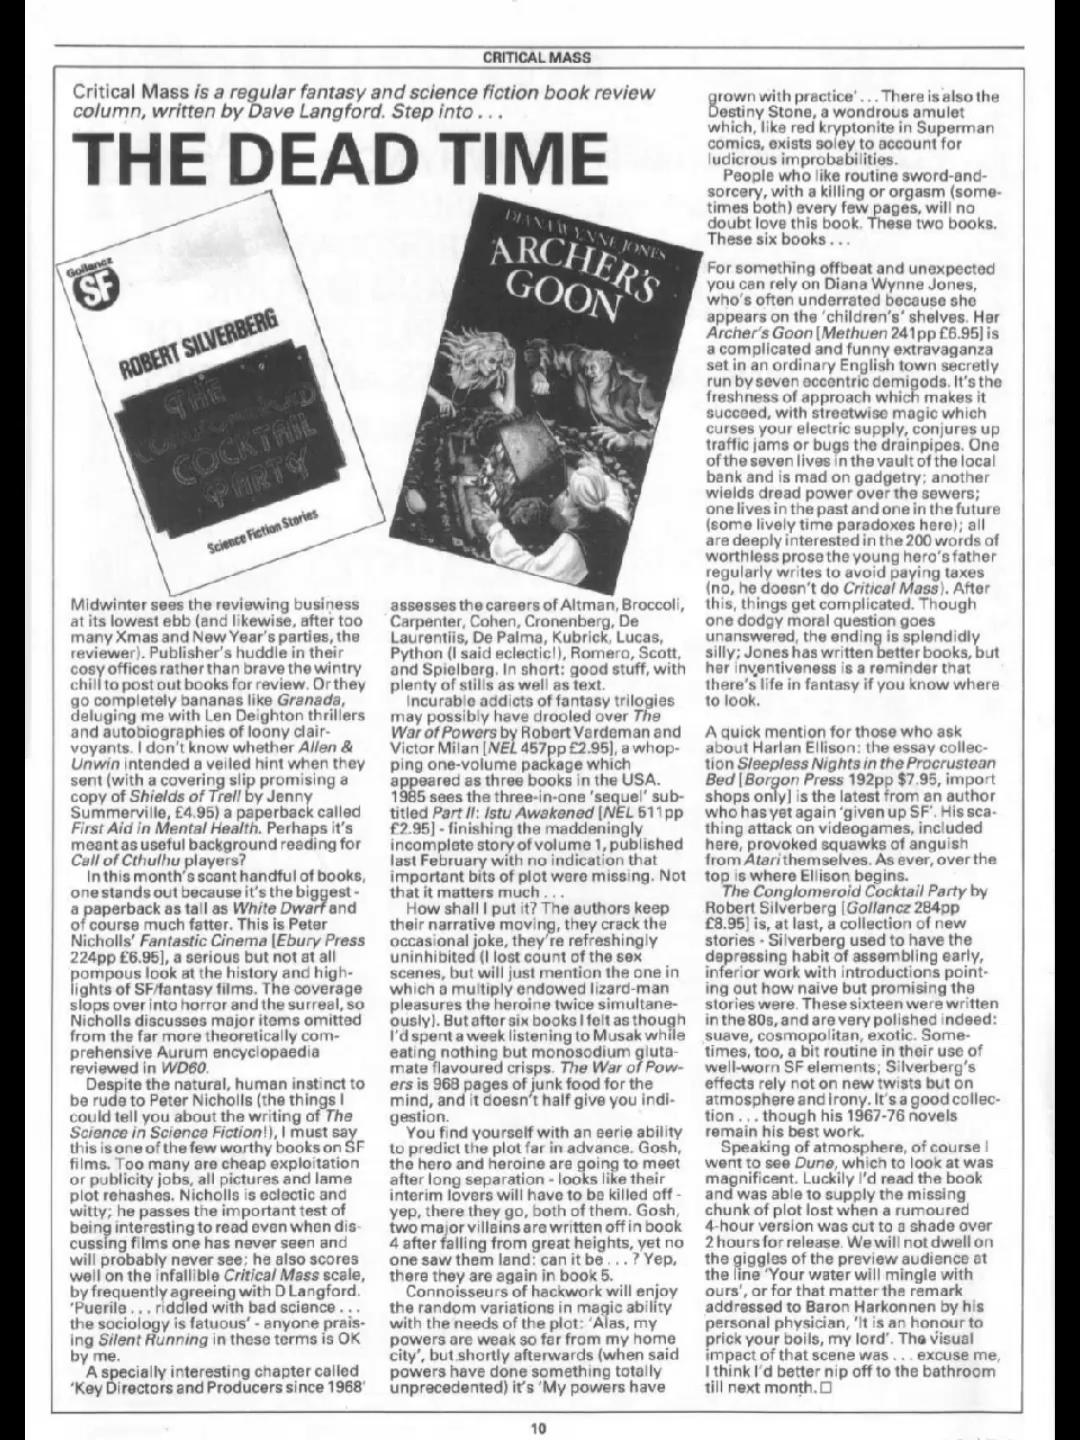 CRITICAL MASS
Critical Mass is a regular fantasy and science fiction book review
column, written by Dave Langford. Step into . . .
THE DEAD TIME
Gollancz
SF
ROBERT SILVERBERG
THE
CONGLOMEROID
COCKTAIL
PARTY
Science Fiction Stories
DIANA WYNNE JONES
ARCHER'S
GOON
Midwinter sees the reviewing business
at its lowest ebb (and likewise, after too
many Xmas and New Year's parties, the
reviewer). Publisher's huddle in their
cosy offices rather than brave the wintry
chill to post out books for review. Or they
go completely bananas like Granada,
deluging me with Len Deighton thrillers
and autobiographies of loony clair-
voyants. I don't know whether Allen &
Unwin intended a veiled hint when they
sent (with a covering slip promising a
copy of Shields of Trell by Jenny
Summerville, £4.95) a paperback called
First Aid in Mental Health. Perhaps it's
meant as useful background reading for
Call of Cthulhu players?
In this month's scant handful of books,
one stands out because it's the biggest -
a paperback as tall as White Dwarf and
of course much fatter. This is Peter
Nicholls' Fantastic Cinema [Ebury Press
224pp £6.95], a serious but not at all
pompous look at the history and high-
lights of SF/fantasy films. The coverage
slops over into horror and the surreal, so
Nicholls discusses major items omitted
from the far more theoretically com-
prehensive Aurum encyclopaedia
reviewed in WD60.
Despite the natural, human instinct to
be rude to Peter Nicholls (the things I
could tell you about the writing of The
Science in Science Fiction!), I must say
this is one of the few worthy books on SF
films. Too many are cheap exploitation
or publicity jobs, all pictures and lame
plot rehashes. Nicholls is eclectic and
witty; he passes the important test of
being interesting to read even when dis-
cussing films one has never seen and
will probably never see; he also scores
well on the infallible Critical Mass scale,
by frequently agreeing with D Langford.
'Puerile . . . riddled with bad science . . .
the sociology is fatuous' - anyone prais-
ing Silent Running in these terms is OK
by me.
A specially interesting chapter called
'Key Directors and Producers since 1968'
assesses the careers of Altman, Broccoli,
Carpenter, Cohen, Cronenberg, De
Laurentiis, De Palma, Kubrick, Lucas,
Python (I said eclectic!), Romero, Scott,
and Spielberg. In short: good stuff, with
plenty of stills as well as text.
Incurable addicts of fantasy trilogies
may possibly have drooled over The
War of Powers by Robert Vardeman and
Victor Milan [NEL 457pp £2.95], a whop-
ping one-volume package which
appeared as three books in the USA.
1985 sees the three-in-one 'sequel' sub-
titled Part II: Istu Awakened [NEL 511pp
£2.95] - finishing the maddeningly
incomplete story of volume 1, published
last February with no indication that
important bits of plot were missing. Not
that it matters much . . .
How shall I put it? The authors keep
their narrative moving, they crack the
occasional joke, they're refreshingly
uninhibited (I lost count of the sex
scenes, but will just mention the one in
which a multiply endowed lizard-man
pleasures the heroine twice simultane-
ously). But after six books I felt as though
I'd spent a week listening to Musak while
eating nothing but monosodium gluta-
mate flavoured crisps. The War of Pow-
ers is 968 pages of junk food for the
mind, and it doesn't half give you indi-
gestion.
You find yourself with an eerie ability
to predict the plot far in advance. Gosh,
the hero and heroine are going to meet
after long separation - looks like their
interim lovers will have to be killed off -
yep, there they go, both of them. Gosh,
two major villains are written off in book
4 after falling from great heights, yet no
one saw them land: can it be . . . ? Yep,
there they are again in book 5.
Connoisseurs of hackwork will enjoy
the random variations in magic ability
with the needs of the plot: 'Alas, my
powers are weak so far from my home
city', but shortly afterwards (when said
powers have done something totally
unprecedented) it's 'My powers have
grown with practice' . . . There is also the
Destiny Stone, a wondrous amulet
which, like red kryptonite in Superman
comics, exists soley to account for
ludicrous improbabilities.
People who like routine sword-and-
sorcery, with a killing or orgasm (some-
times both) every few pages, will no
doubt love this book. These two books.
These six books . . .
For something offbeat and unexpected
you can rely on Diana Wynne Jones,
who's often underrated because she
appears on the 'children's' shelves. Her
Archer's Goon [Methuen 241pp £6.95] is
a complicated and funny extravaganza
set in an ordinary English town secretly
run by seven eccentric demigods. It's the
freshness of approach which makes it
succeed, with streetwise magic which
curses your electric supply, conjures up
traffic jams or bugs the drainpipes. One
of the seven lives in the vault of the local
bank and is mad on gadgetry; another
wields dread power over the sewers;
one lives in the past and one in the future
(some lively time paradoxes here); all
are deeply interested in the 200 words of
worthless prose the young hero's father
regularly writes to avoid paying taxes
(no, he doesn't do Critical Mass). After
this, things get complicated. Though
one dodgy moral question goes
unanswered, the ending is splendidly
silly; Jones has written better books, but
her inventiveness is a reminder that
there's life in fantasy if you know where
to look.
A quick mention for those who ask
about Harlan Ellison: the essay collec-
tion Sleepless Nights in the Procrustean
Bed [Borgon Press 192pp $7.95, import
shops only] is the latest from an author
who has yet again 'given up SF'. His sca-
thing attack on videogames, included
here, provoked squawks of anguish
from Atari themselves. As ever, over the
top is where Ellison begins.
The Conglomeroid Cocktail Party by
Robert Silverberg [Gollancz 284pp
£8.95] is, at last, a collection of new
stories - Silverberg used to have the
depressing habit of assembling early,
inferior work with introductions point-
ing out how naive but promising the
stories were. These sixteen were written
in the 80s, and are very polished indeed:
suave, cosmopolitan, exotic. Some-
times, too, a bit routine in their use of
well-worn SF elements; Silverberg's
effects rely not on new twists but on
atmosphere and irony. It's a good collec-
tion . . . though his 1967-76 novels
remain his best work.
Speaking of atmosphere, of course I
went to see Dune, which to look at was
magnificent. Luckily I'd read the book
and was able to supply the missing
chunk of plot lost when a rumoured
4-hour version was cut to a shade over
2 hours for release. We will not dwell on
the giggles of the preview audience at
the line 'Your water will mingle with
ours', or for that matter the remark
addressed to Baron Harkonnen by his
personal physician, 'It is an honour to
prick your boils, my lord'. The visual
impact of that scene was . . . excuse me,
I think I'd better nip off to the bathroom
till next month. □
10